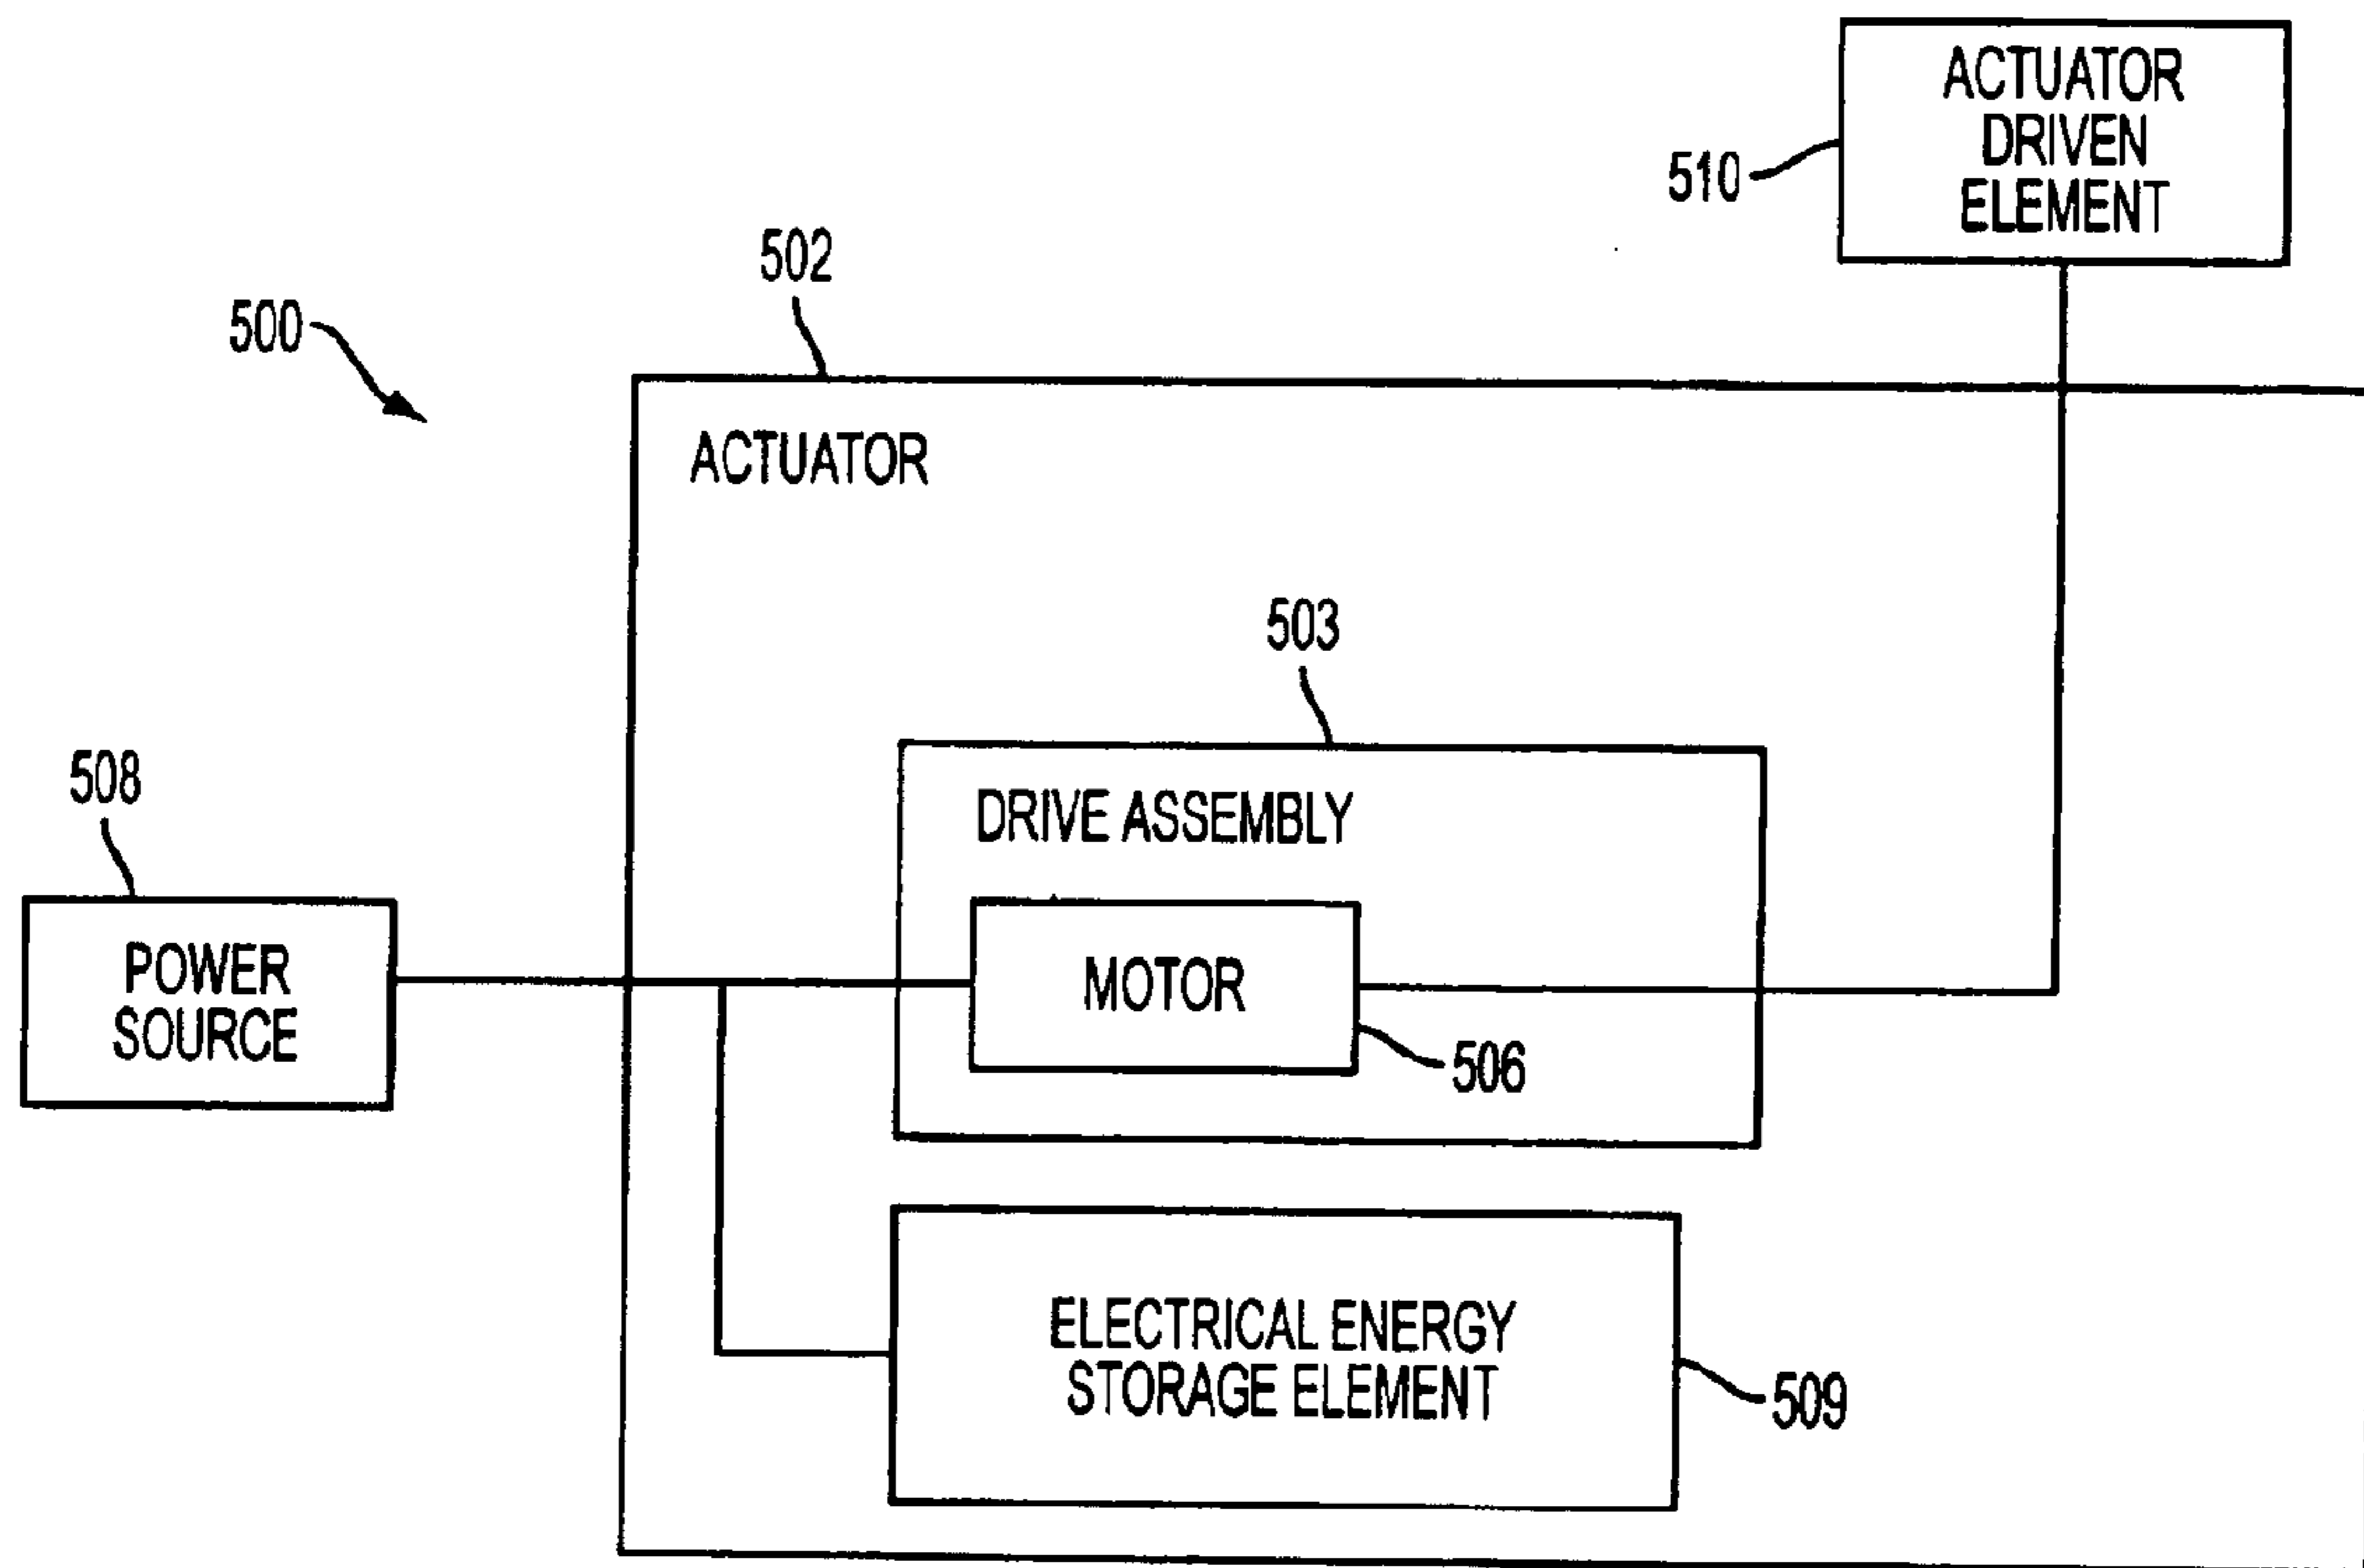 ACTUATOR
DRIVEN
ELEMENT
510
502
500
ACTUATOR
503
508
DRIVE ASSEMBLY
POWER
SOURCE
MOTOR
506
ELECTRICAL ENERGY
STORAGE ELEMENT
509